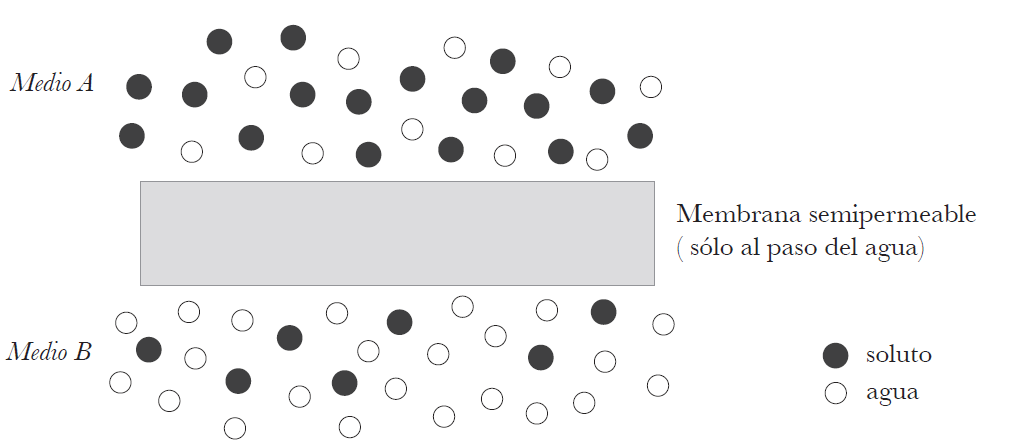 Medio A
Membrana semipermeable
( sólo al paso del agua)
Medio B
soluto
agua